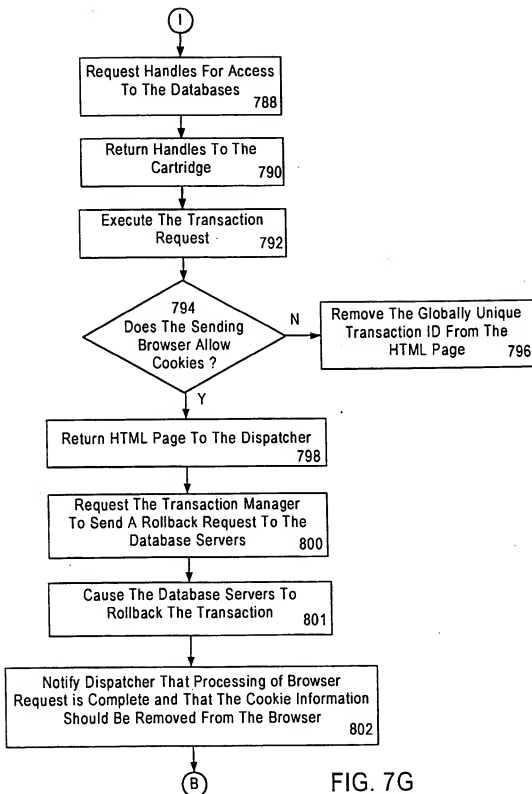 I
Request Handles For Access
To The Databases
788
Return Handles To The
Cartridge
790
Execute The Transaction
Request
792
794
Does The Sending
Browser Allow
Cookies ?
N
Remove The Globally Unique
Transaction ID From The
HTML Page
796
Y
Return HTML Page To The Dispatcher
798
Request The Transaction Manager
To Send A Rollback Request To The
Database Servers
800
Cause The Database Servers To
Rollback The Transaction
801
Notify Dispatcher That Processing of Browser
Request is Complete and That The Cookie Information
Should Be Removed From The Browser
802
B
FIG. 7G